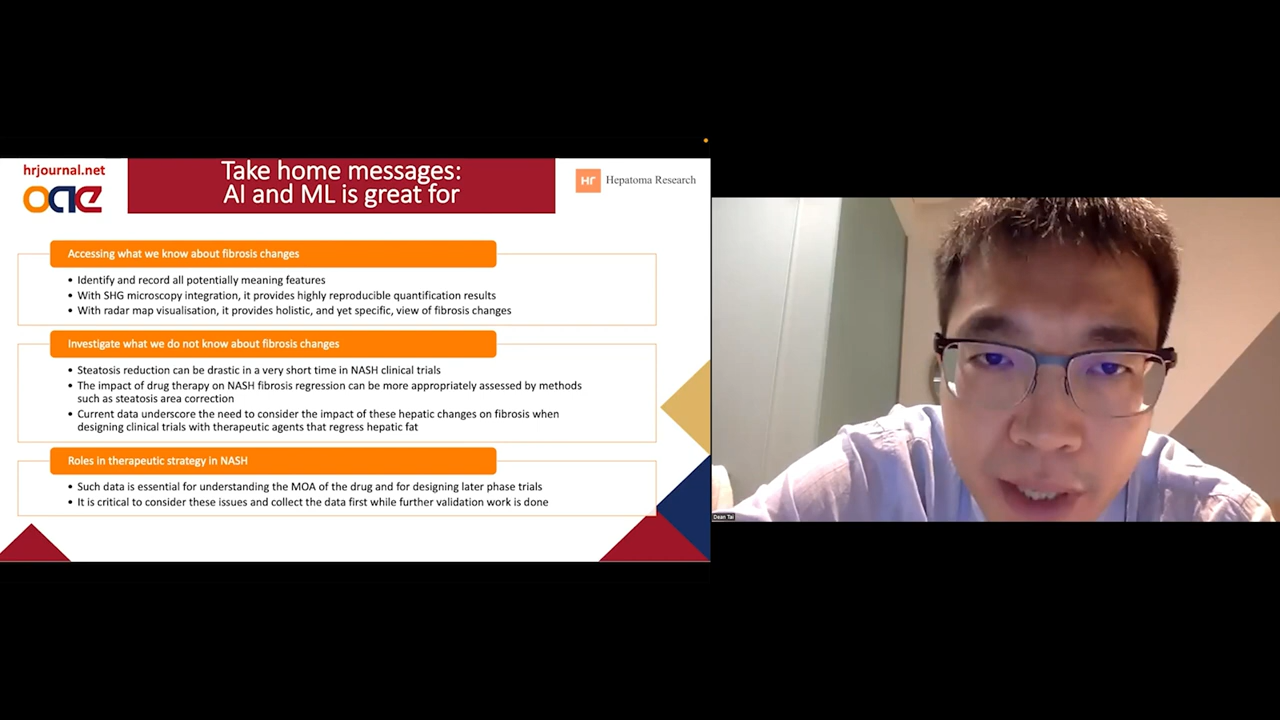 hrjournal.net
oae
Take home messages:
AI and ML is great for
Hr
Hepatoma Research
Accessing what we know about fibrosis changes
• Identify and record all potentially meaning features
• With SHG microscopy integration, it provides highly reproducible quantification results
• With radar map visualisation, it provides holistic, and yet specific, view of fibrosis changes
Investigate what we do not know about fibrosis changes
• Steatosis reduction can be drastic in a very short time in NASH clinical trials
• The impact of drug therapy on NASH fibrosis regression can be more appropriately assessed by methods
such as steatosis area correction
• Current data underscore the need to consider the impact of these hepatic changes on fibrosis when
designing clinical trials with therapeutic agents that regress hepatic fat
Roles in therapeutic strategy in NASH
• Such data is essential for understanding the MOA of the drug and for designing later phase trials
• It is critical to consider these issues and collect the data first while further validation work is done
Dean Tai